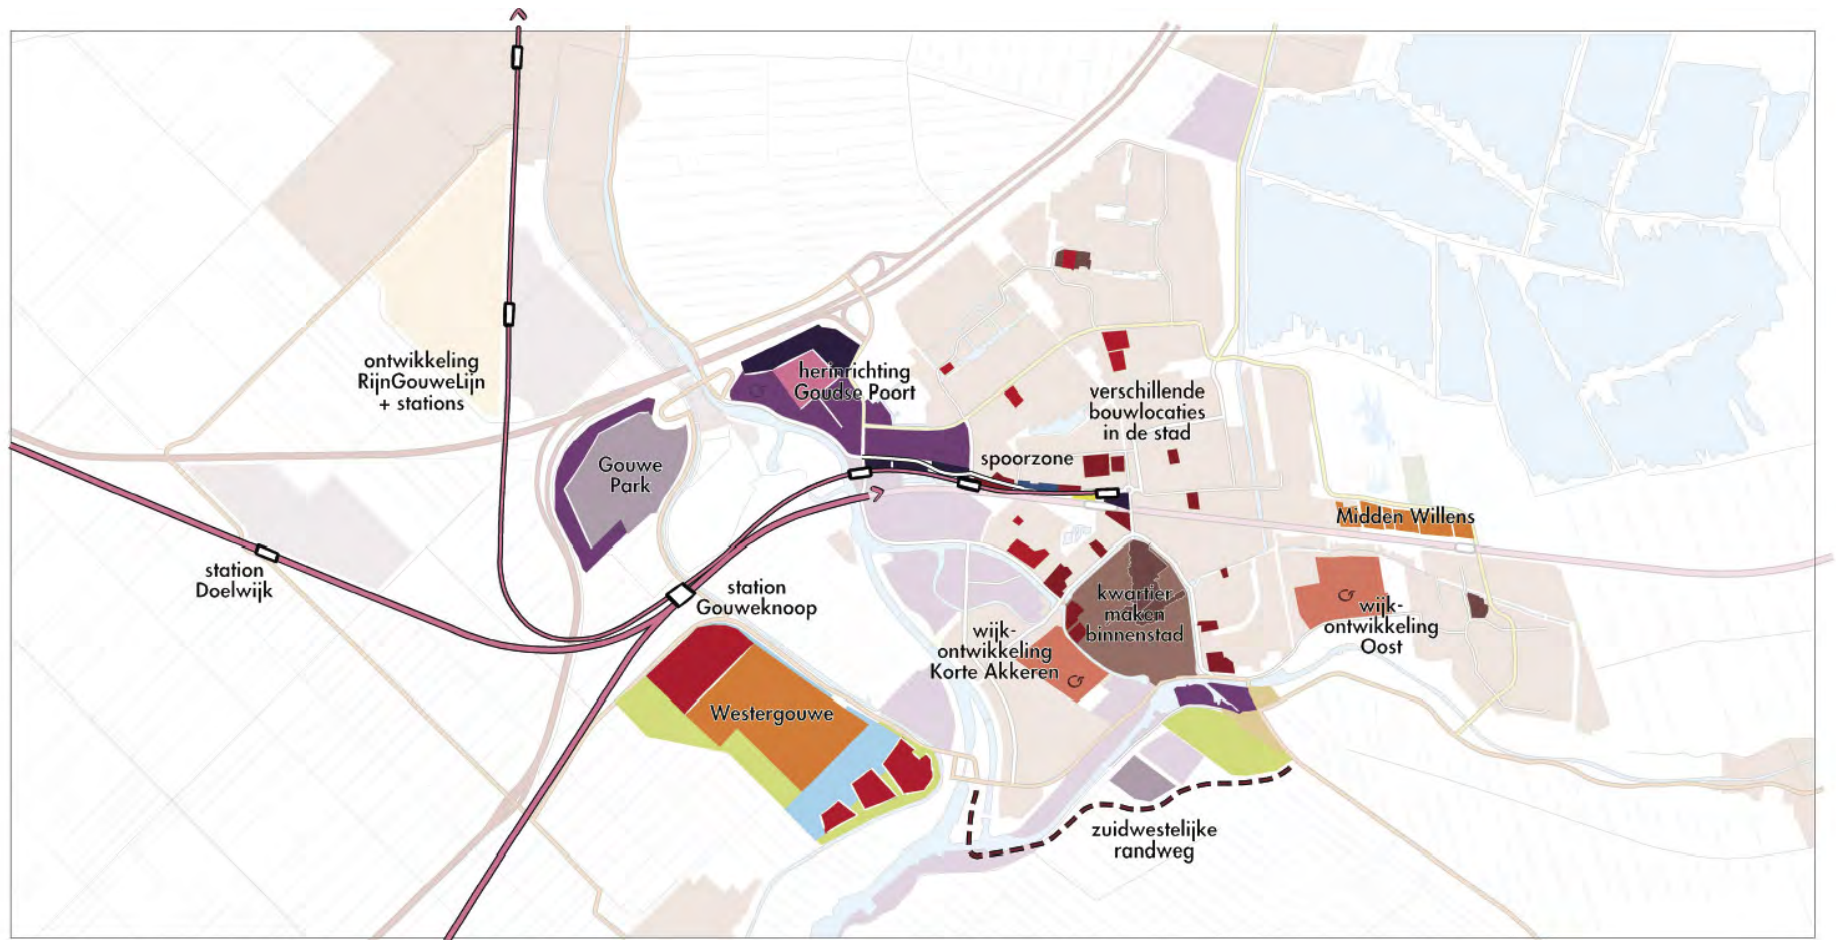 ontwikkeling
RijnGouweLijn
+ stations
herinrichting
Goudse Poort
verschillende
bouwlocaties
in de stad
spoorzone
Gouwe
Park
Midden Willens
station
Doelwijk
station
Gouweknoop
kwartier
maken
binnenstad
wijk-
ontwikkeling
Oost
wijk-
ontwikkeling
Korte Akkeren
Westergouwe
zuidwestelijke
randweg